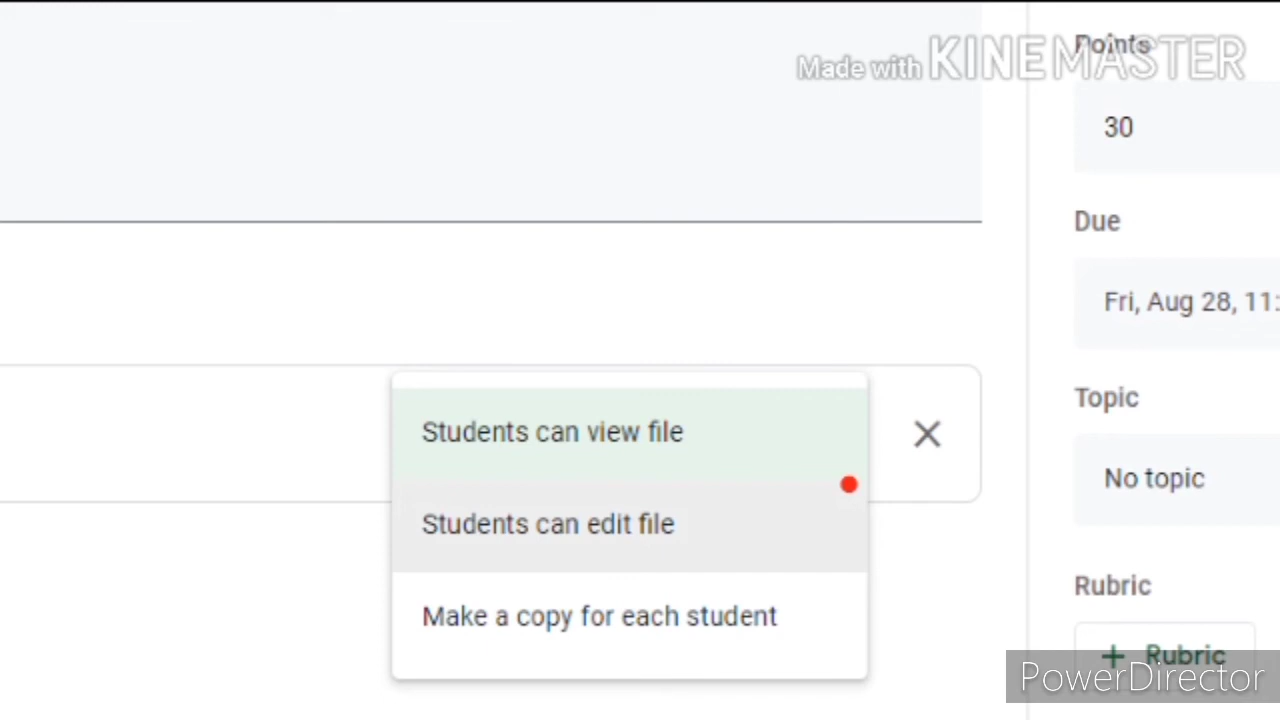 Made with KINEMASTER
Points
30
Due
Fri, Aug 28, 11:
Topic
No topic
Students can view file
Students can edit file
Make a copy for each student
Rubric
+ Rubric
PowerDirector